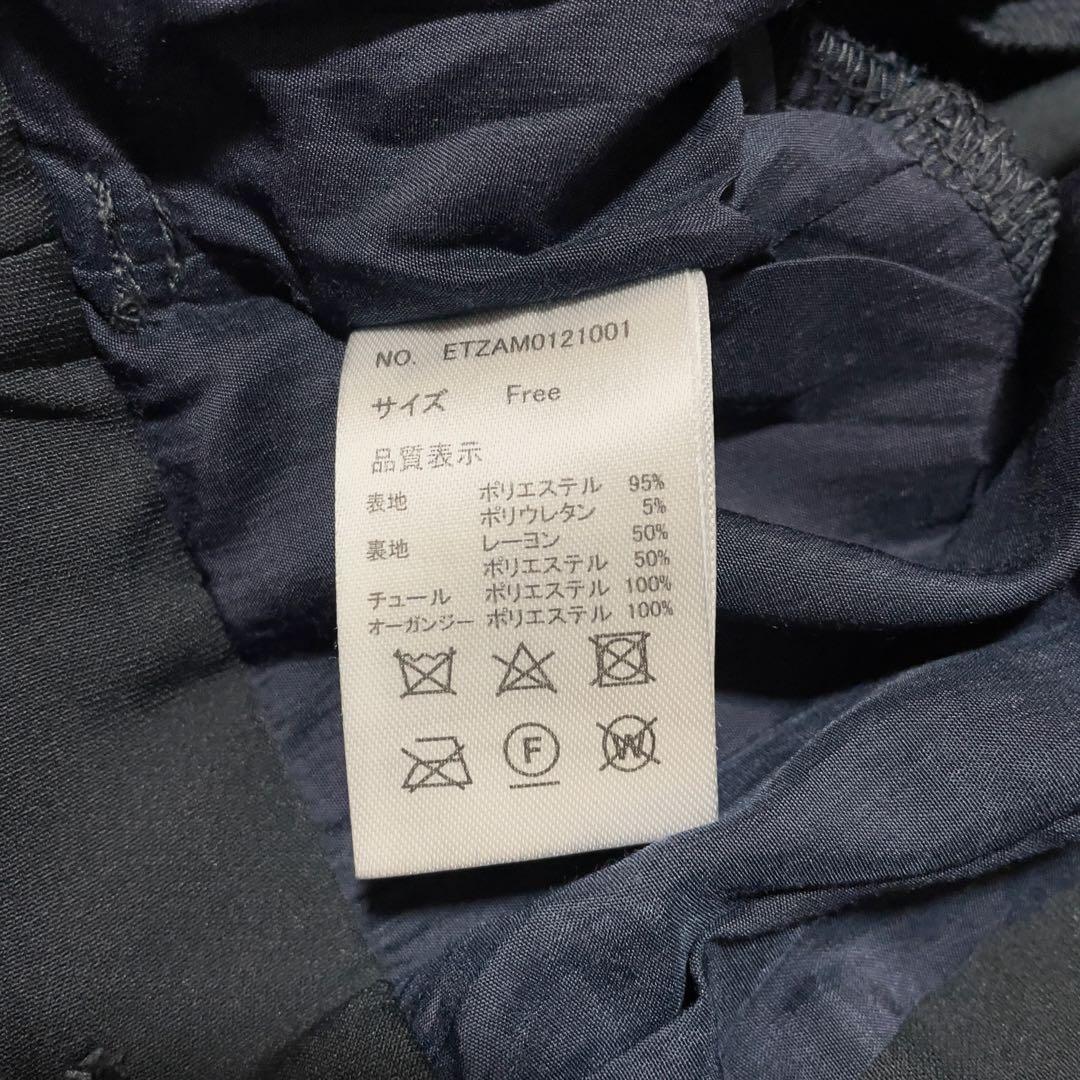 NO. ETZAM0121001
サイズ Free
品質表示
表地 ポリエステル 95%
ポリウレタン 5%
裏地 レーヨン 50%
ポリエステル 50%
チュール ポリエステル 100%
オーガンジー ポリエステル 100%
F W